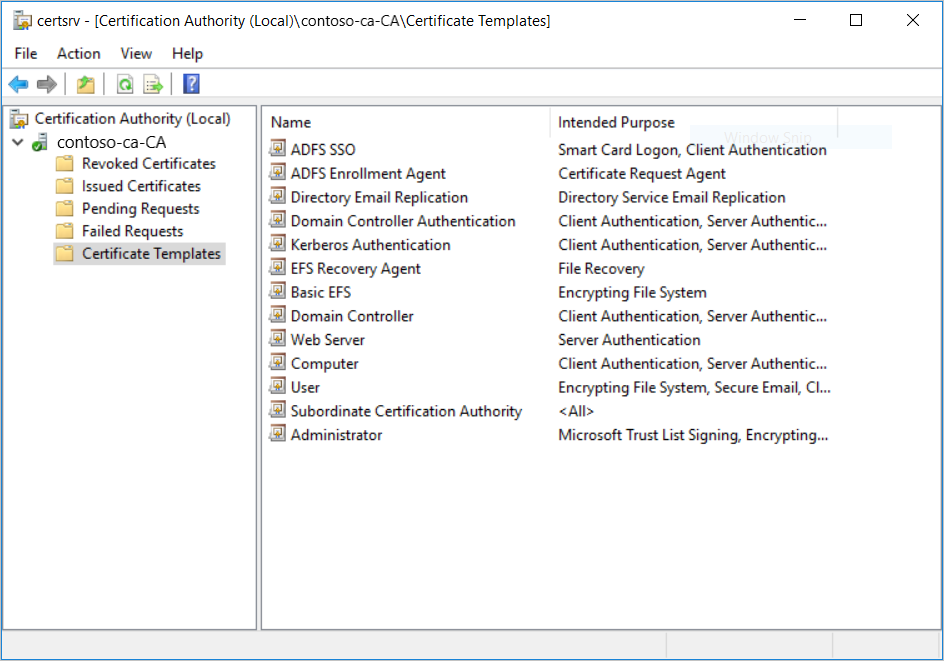 certsrv - [Certification Authority (Local)\contoso-ca-CA\Certificate Templates]
File Action View Help
Certification Authority (Local)
contoso-ca-CA
Revoked Certificates
Issued Certificates
Pending Requests
Failed Requests
Certificate Templates
Name Intended Purpose
Window Snip
ADFS SSO Smart Card Logon, Client Authentication
ADFS Enrollment Agent Certificate Request Agent
Directory Email Replication Directory Service Email Replication
Domain Controller Authentication Client Authentication, Server Authentic...
Kerberos Authentication Client Authentication, Server Authentic...
EFS Recovery Agent File Recovery
Basic EFS Encrypting File System
Domain Controller Client Authentication, Server Authentic...
Web Server Server Authentication
Computer Client Authentication, Server Authentic...
User Encrypting File System, Secure Email, Cl...
Subordinate Certification Authority <All>
Administrator Microsoft Trust List Signing, Encrypting...